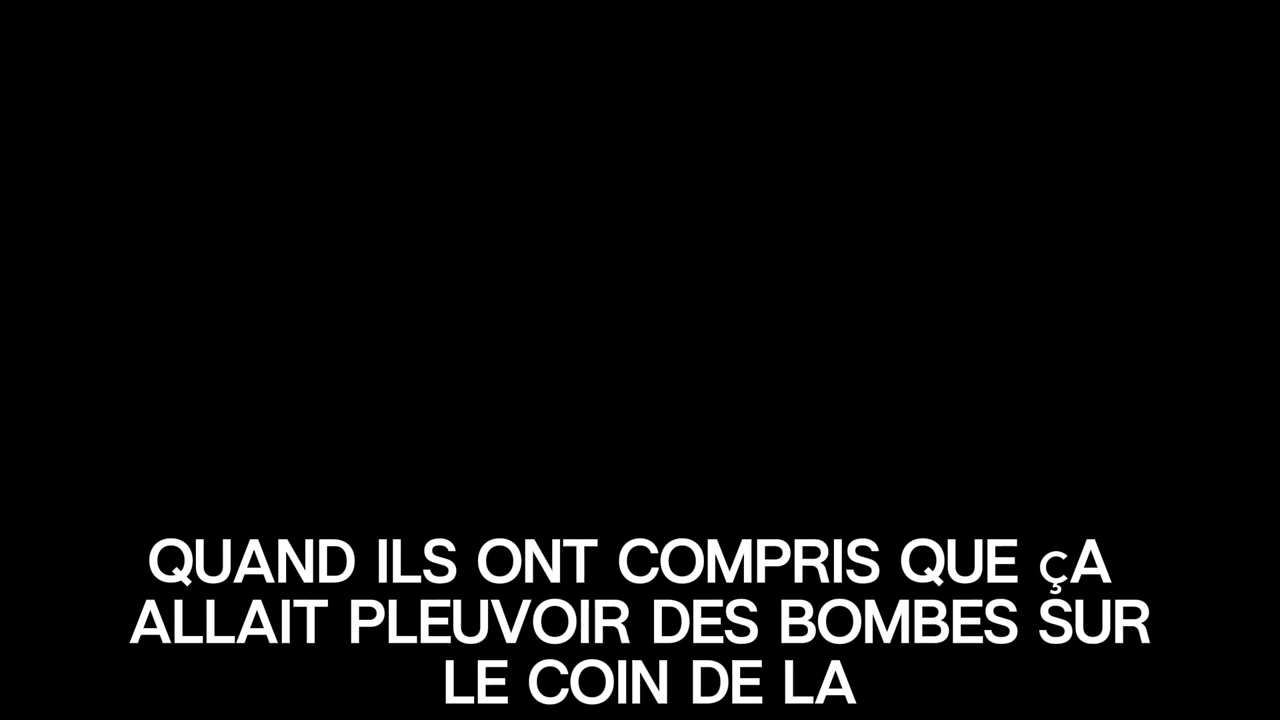 QUAND ILS ONT COMPRIS QUE çA
ALLAIT PLEUVOIR DES BOMBES SUR
LE COIN DE LA